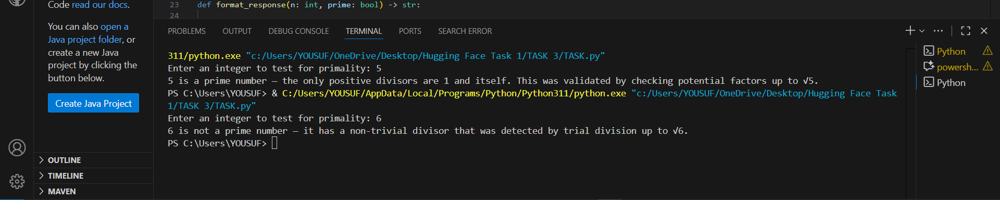 Code read our docs.
You can also open a
Java project folder, or
create a new Java
project by clicking the
button below.
Create Java Project
OUTLINE
TIMELINE
MAVEN
23 def format_response(n: int, prime: bool) -> str:
24
PROBLEMS OUTPUT DEBUG CONSOLE TERMINAL PORTS SEARCH ERROR
311/python.exe "c:/Users/YOUSUF/OneDrive/Desktop/Hugging Face Task 1/TASK 3/TASK.py"
Enter an integer to test for primality: 5
5 is a prime number — the only positive divisors are 1 and itself. This was validated by checking potential factors up to √5.
PS C:\Users\YOUSUF> & C:/Users/YOUSUF/AppData/Local/Programs/Python/Python311/python.exe "c:/Users/YOUSUF/OneDrive/Desktop/Hugging Face Task
1/TASK 3/TASK.py"
Enter an integer to test for primality: 6
6 is not a prime number — it has a non-trivial divisor that was detected by trial division up to √6.
PS C:\Users\YOUSUF>
Python
powersh...
Python